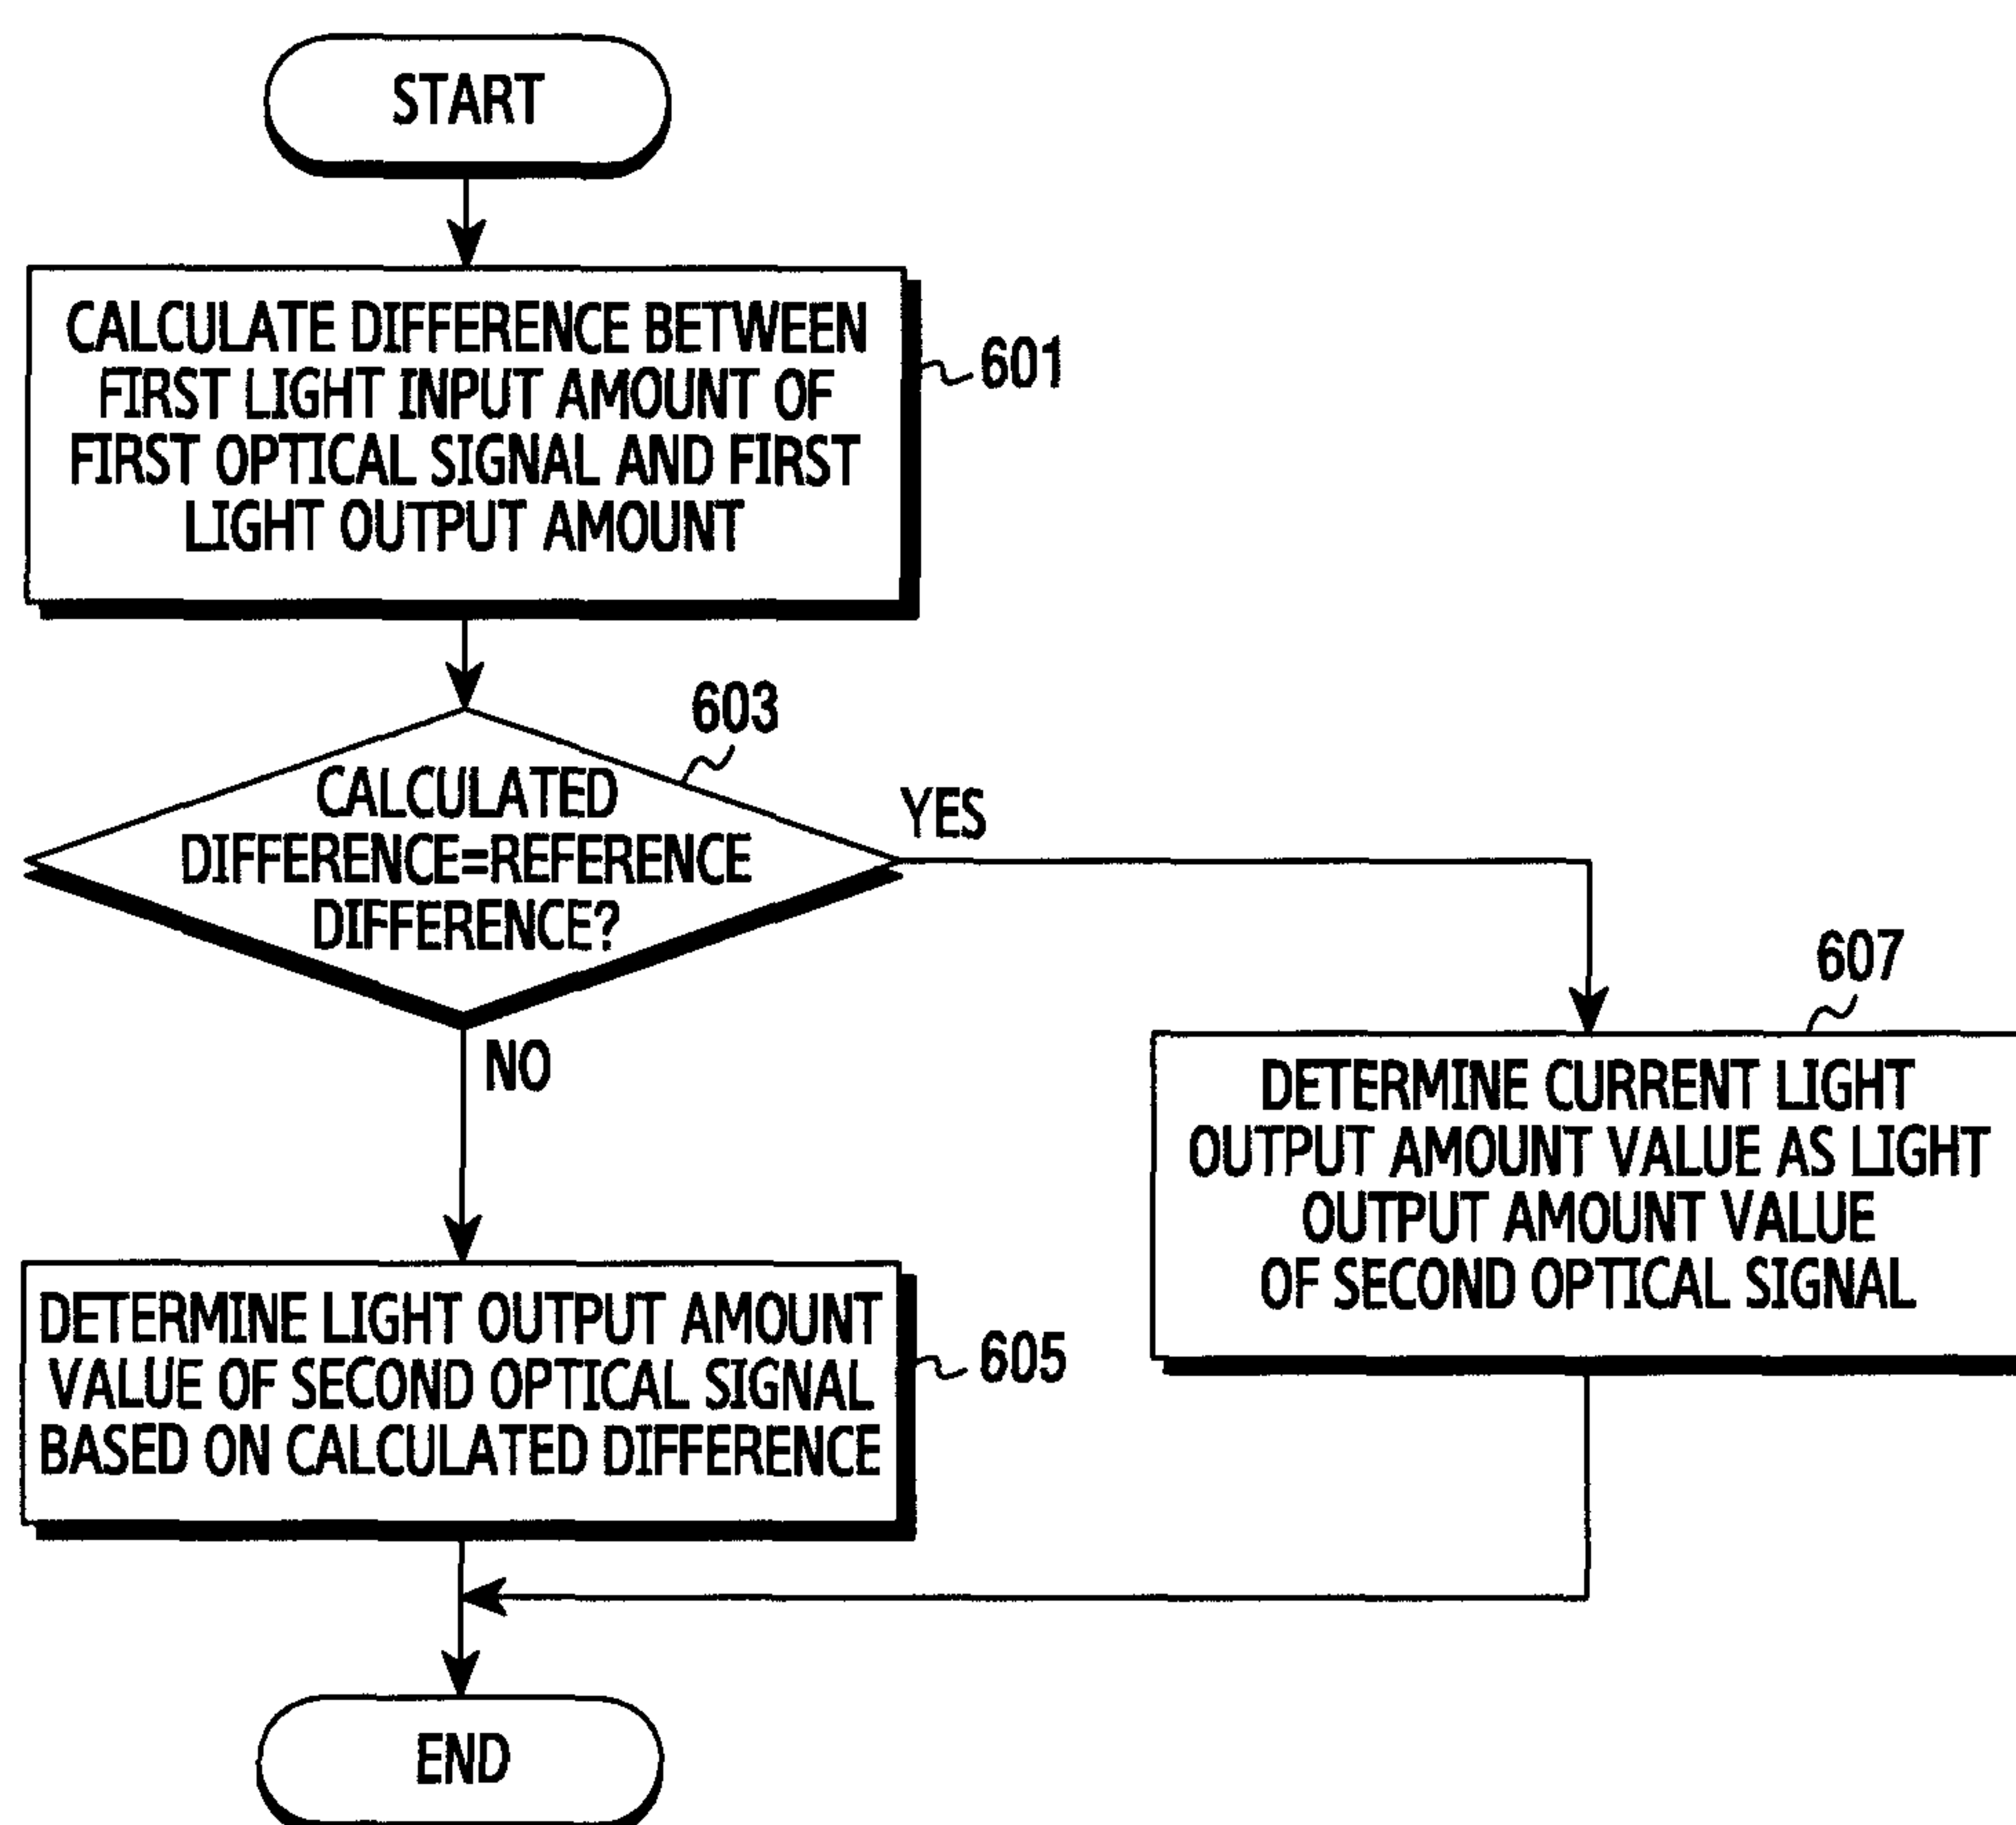 START
CALCULATE DIFFERENCE BETWEEN
FIRST LIGHT INPUT AMOUNT OF
FIRST OPTICAL SIGNAL AND FIRST
LIGHT OUTPUT AMOUNT
601
603
CALCULATED
DIFFERENCE=REFERENCE
DIFFERENCE?
YES
NO
607
DETERMINE CURRENT LIGHT
OUTPUT AMOUNT VALUE AS LIGHT
OUTPUT AMOUNT VALUE
OF SECOND OPTICAL SIGNAL
DETERMINE LIGHT OUTPUT AMOUNT
VALUE OF SECOND OPTICAL SIGNAL
BASED ON CALCULATED DIFFERENCE
605
END